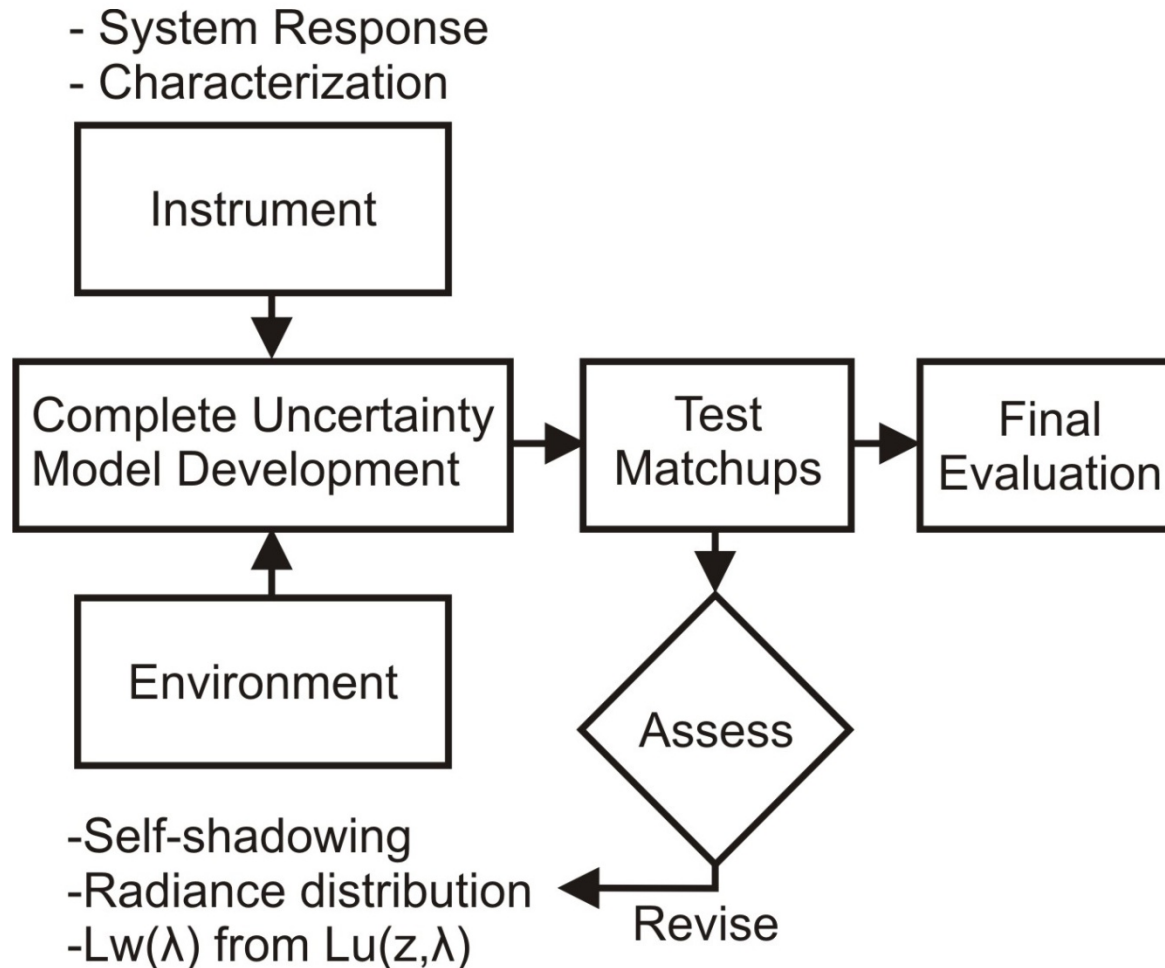 - System Response
- Characterization
Instrument
Complete Uncertainty
Model Development
Test
Matchups
Final
Evaluation
Environment
Assess
-Self-shadowing
-Radiance distribution
-Lw(λ) from Lu(z,λ)
Revise